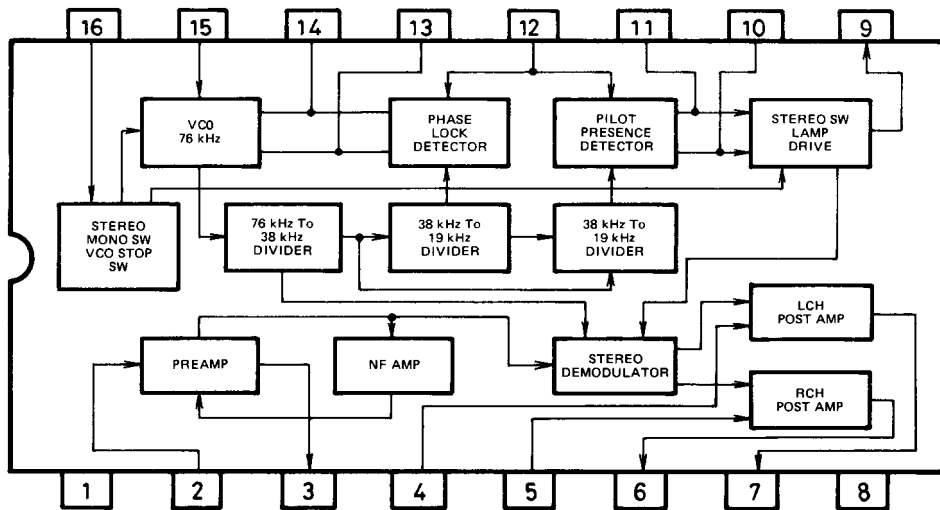 16 15 14 13 12 11 10 9
VCO
76 kHz
PHASE
LOCK
DETECTOR
PILOT
PRESENCE
DETECTOR
STEREO SW
LAMP
DRIVE
STEREO
MONO SW
VCO STOP
SW
76 kHz To
38 kHz
DIVIDER
38 kHz
To
19 kHz
DIVIDER
38 kHz
To
19 kHz
DIVIDER
LCH
POST AMP
PREAMP
NF AMP
STEREO
DEMODULATOR
RCH
POST AMP
1 2 3 4 5 6 7 8